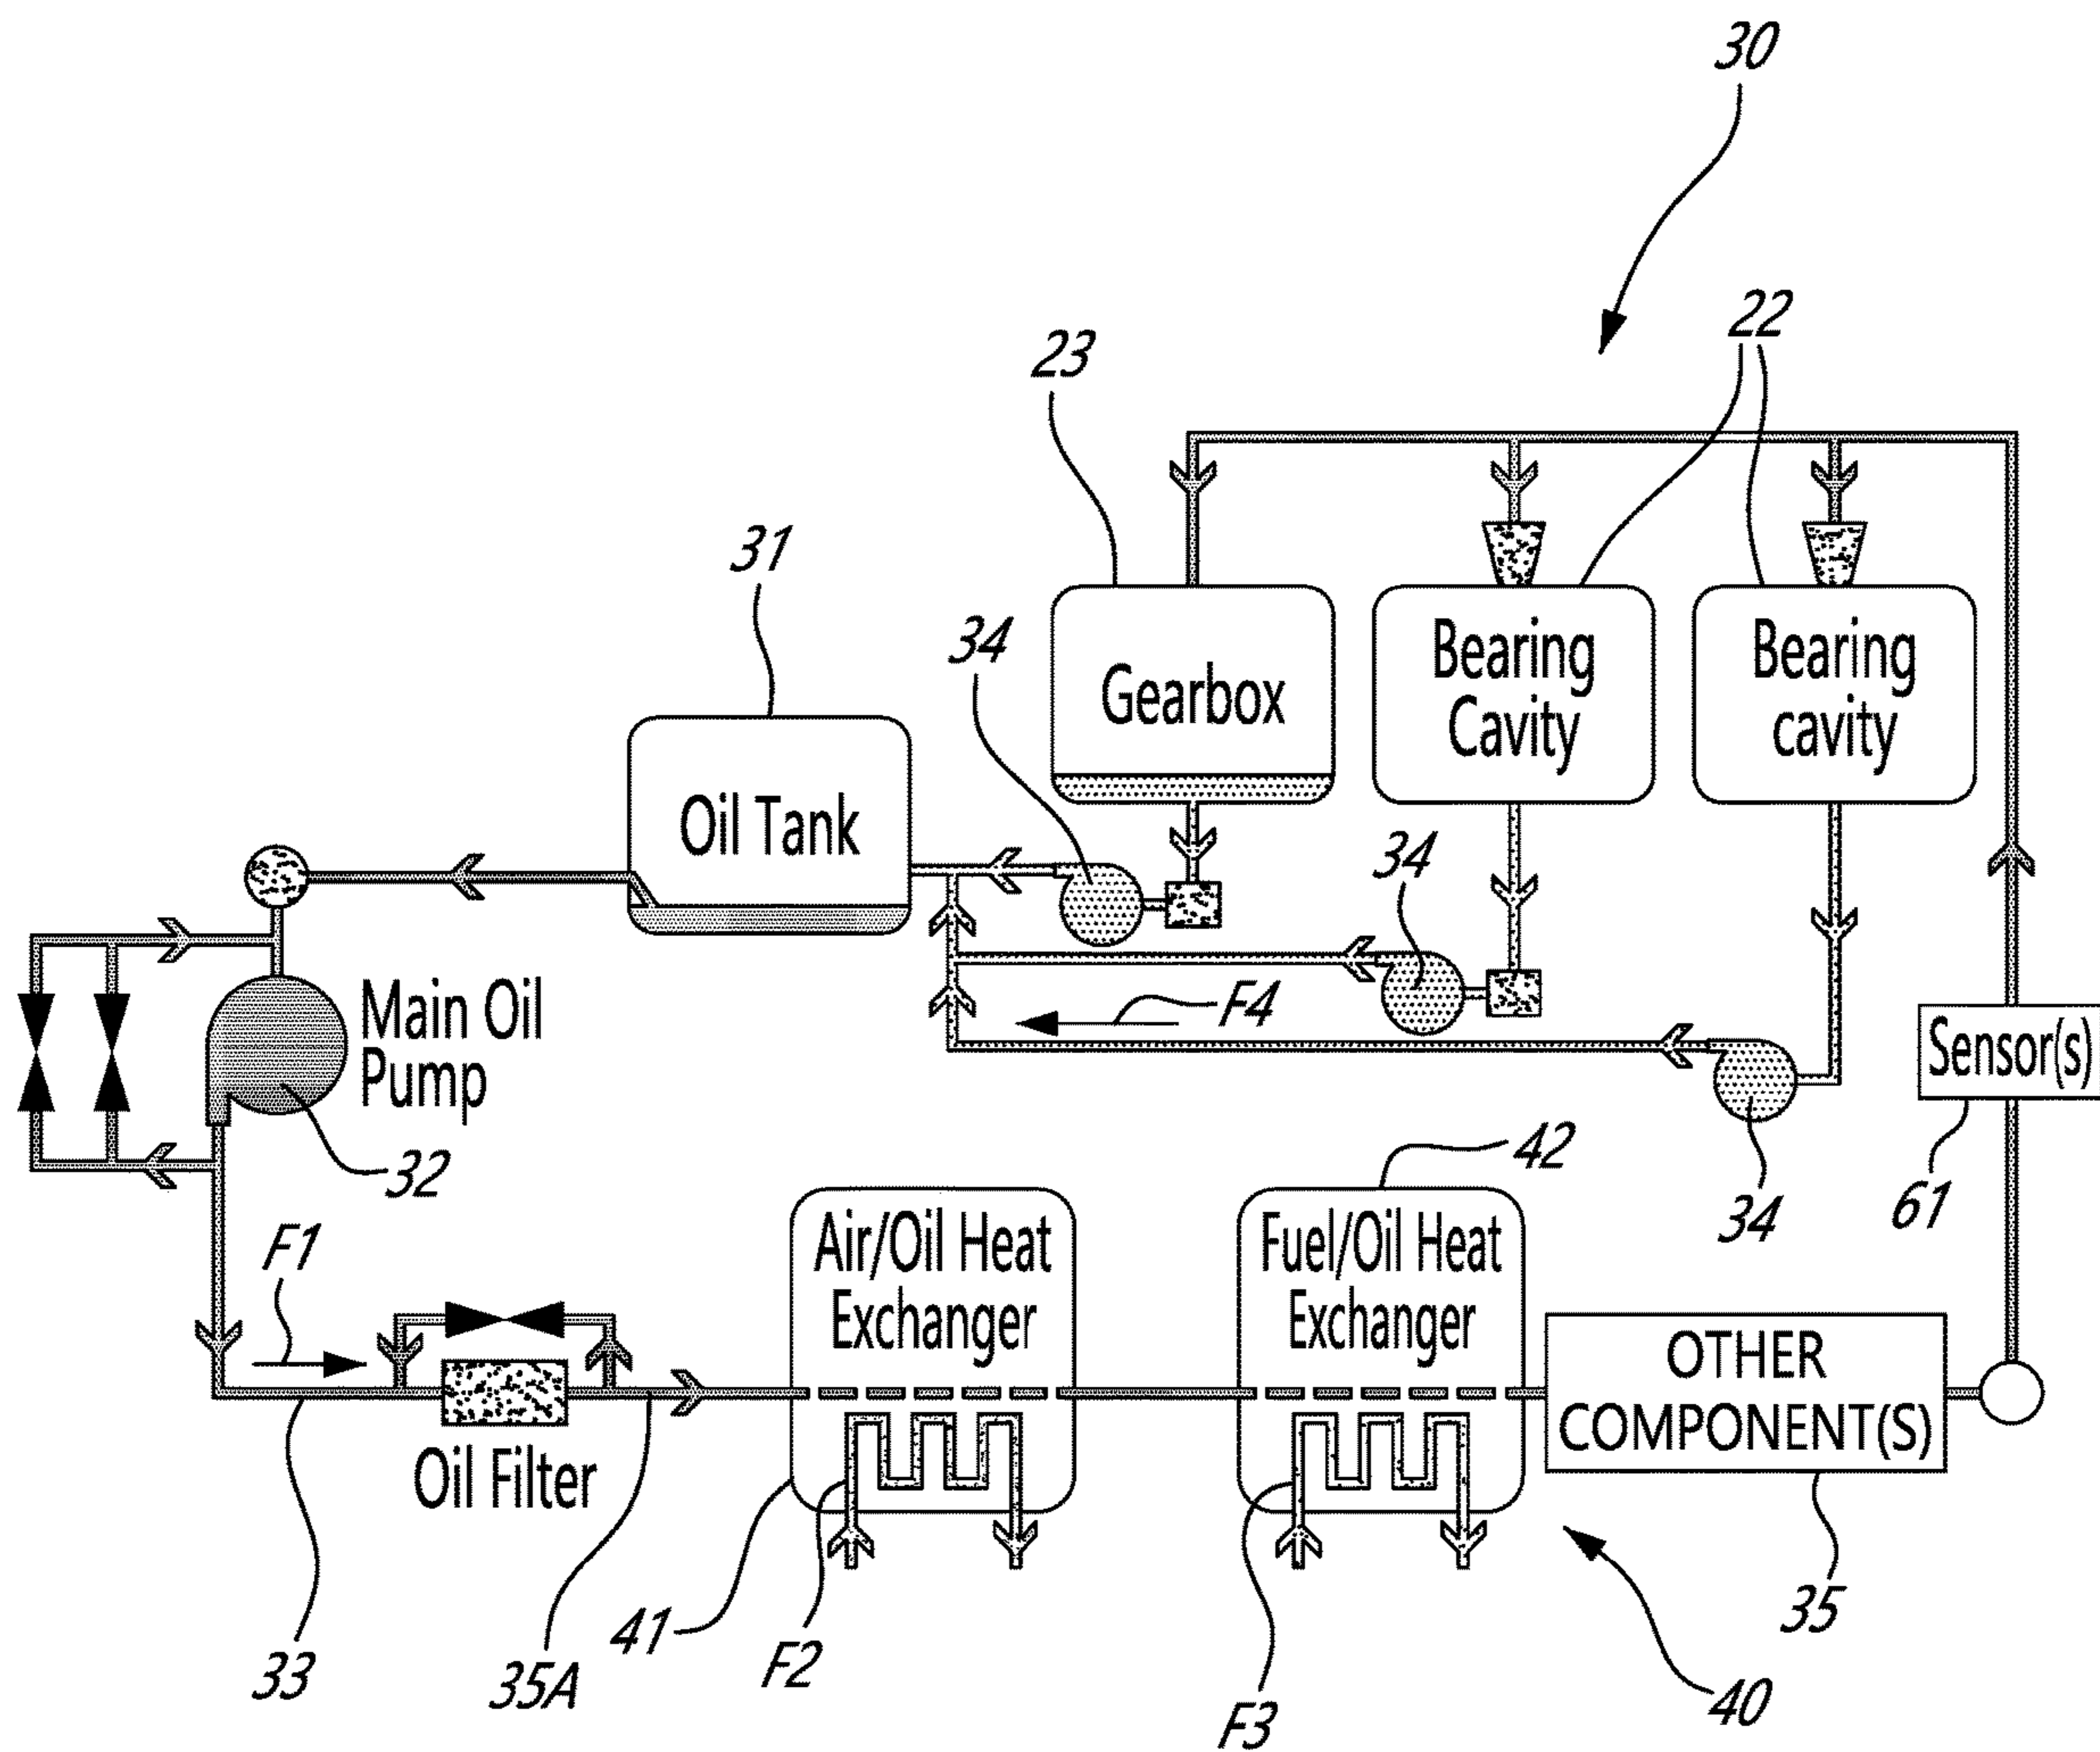 30
22
23
31
34
Gearbox
Bearing
Cavity
Bearing
cavity
Oil Tank
34
34
F4
Main Oil
Pump
32
Sensor(s)
61
42
F1
Air/Oil Heat
Exchanger
Fuel/Oil Heat
Exchanger
OTHER
COMPONENT(S)
Oil Filter
33
35A
41
F2
F3
40
35
34